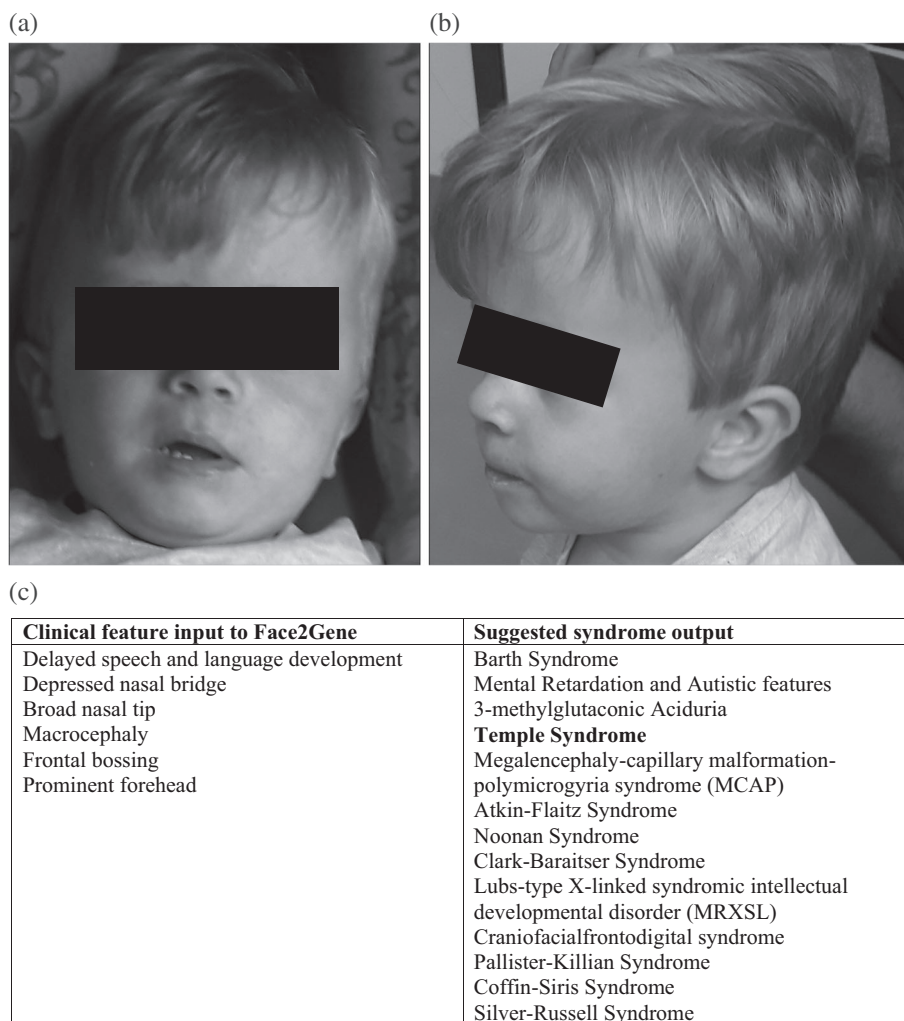 (a)
(b)
(c)
Clinical feature input to Face2Gene
Suggested syndrome output
Delayed speech and language development
Depressed nasal bridge
Broad nasal tip
Macrocephaly
Frontal bossing
Prominent forehead
Barth Syndrome
Mental Retardation and Autistic features
3-methylglutaconic Aciduria
Temple Syndrome
Megalencephaly-capillary malformation-
polymicrogyria syndrome (MCAP)
Atkin-Flaitz Syndrome
Noonan Syndrome
Clark-Baraitser Syndrome
Lubs-type X-linked syndromic intellectual
developmental disorder (MRXSL)
Craniofacialfrontodigital syndrome
Pallister-Killian Syndrome
Coffin-Siris Syndrome
Silver-Russell Syndrome